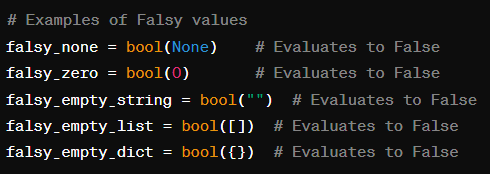 # Examples of Falsy values
falsy_none = bool(None)    # Evaluates to False
falsy_zero = bool(0)       # Evaluates to False
falsy_empty_string = bool("")  # Evaluates to False
falsy_empty_list = bool([])  # Evaluates to False
falsy_empty_dict = bool({})  # Evaluates to False